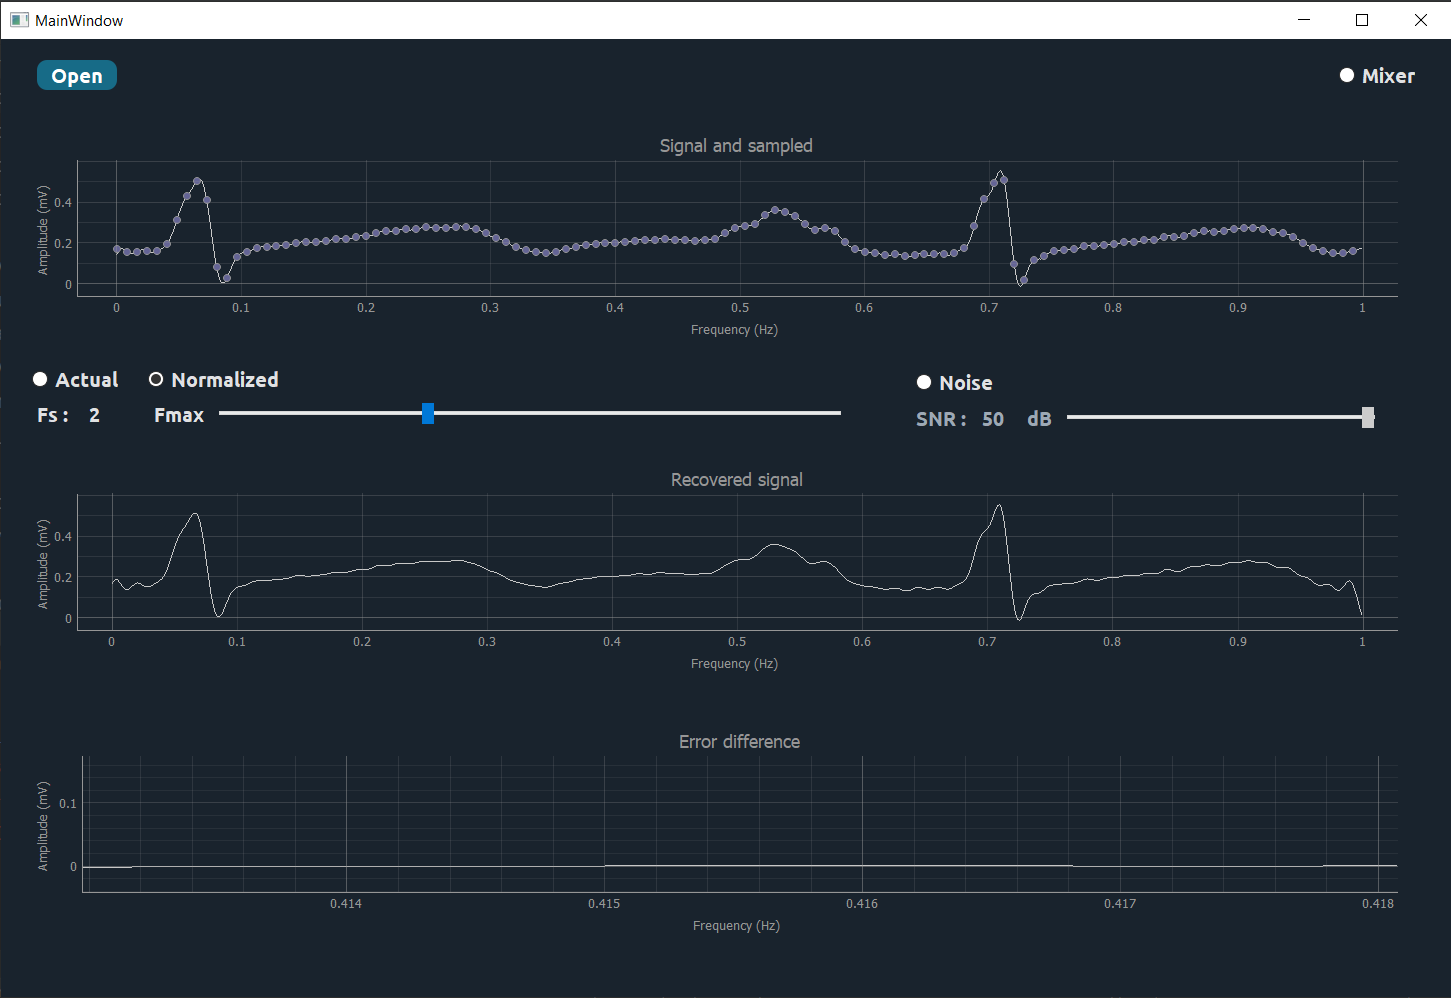 MainWindow
Open
Mixer
Signal and sampled
Amplitude (mV)
0.4
0.2
0
0 0.1 0.2 0.3 0.4 0.5 0.6 0.7 0.8 0.9 1
Frequency (Hz)
Actual Normalized
Noise
Fs : 2 Fmax
SNR : 50 dB
Recovered signal
Amplitude (mV)
0.4
0.2
0
0 0.1 0.2 0.3 0.4 0.5 0.6 0.7 0.8 0.9 1
Frequency (Hz)
Error difference
Amplitude (mV)
0.1
0
0.414 0.415 0.416 0.417 0.418
Frequency (Hz)